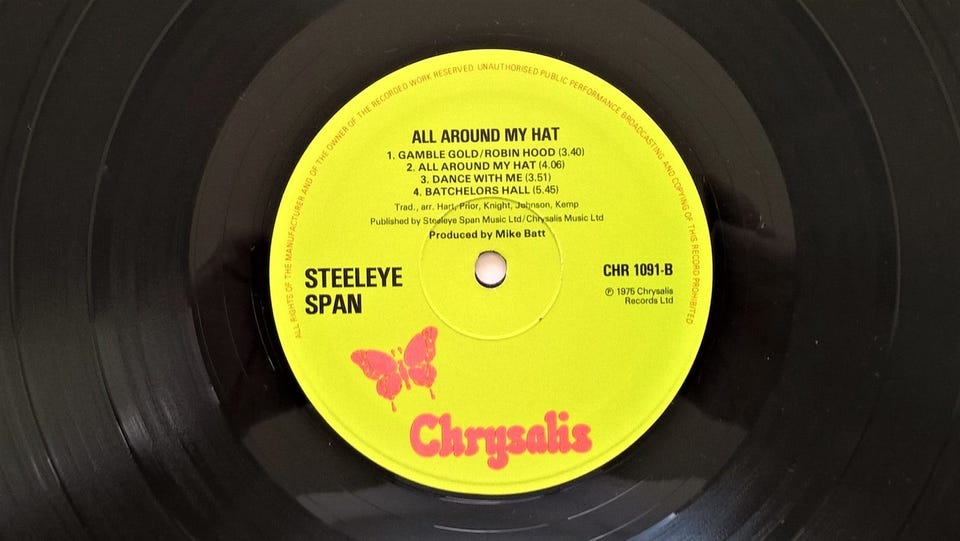 ALL RIGHTS OF THE MANUFACTURER AND OF THE OWNER OF THE RECORDED WORK RESERVED. UNAUTHORISED PUBLIC PERFORMANCE BROADCASTING AND COPYING OF THIS RECORD PROHIBITED
ALL AROUND MY HAT
1. GAMBLE GOLD/ROBIN HOOD (3.40)
2. ALL AROUND MY HAT (4.06)
3. DANCE WITH ME (3.51)
4. BATCHELORS HALL (5.45)
Trad., arr. Hart, Prior, Knight, Johnson, Kemp
Published by Steeleye Span Music Ltd/Chrysalis Music Ltd
Produced by Mike Batt
STEELEYE
SPAN
CHR 1091-B
℗ 1975 Chrysalis
Records Ltd
Chrysalis